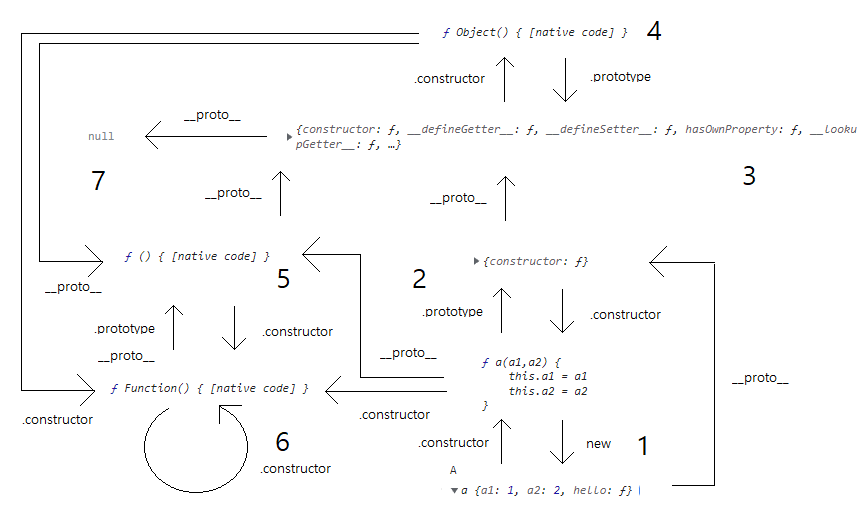 ƒ Object() { [native code] } 4
.constructor
.prototype
__proto__
null
▶{constructor: ƒ, __defineGetter__: ƒ, __defineSetter__: ƒ, hasOwnProperty: ƒ, __looku
pGetter__: ƒ, …}
7
3
__proto__
__proto__
ƒ () { [native code] }
5
2
▶{constructor: ƒ}
__proto__
.prototype
__proto__
.constructor
.prototype
.constructor
__proto__
ƒ a(a1,a2) {
this.a1 = a1
this.a2 = a2
}
__proto__
ƒ Function() { [native code] }
.constructor
.constructor
6
.constructor
.constructor
new
1
A
▼a {a1: 1, a2: 2, hello: ƒ}